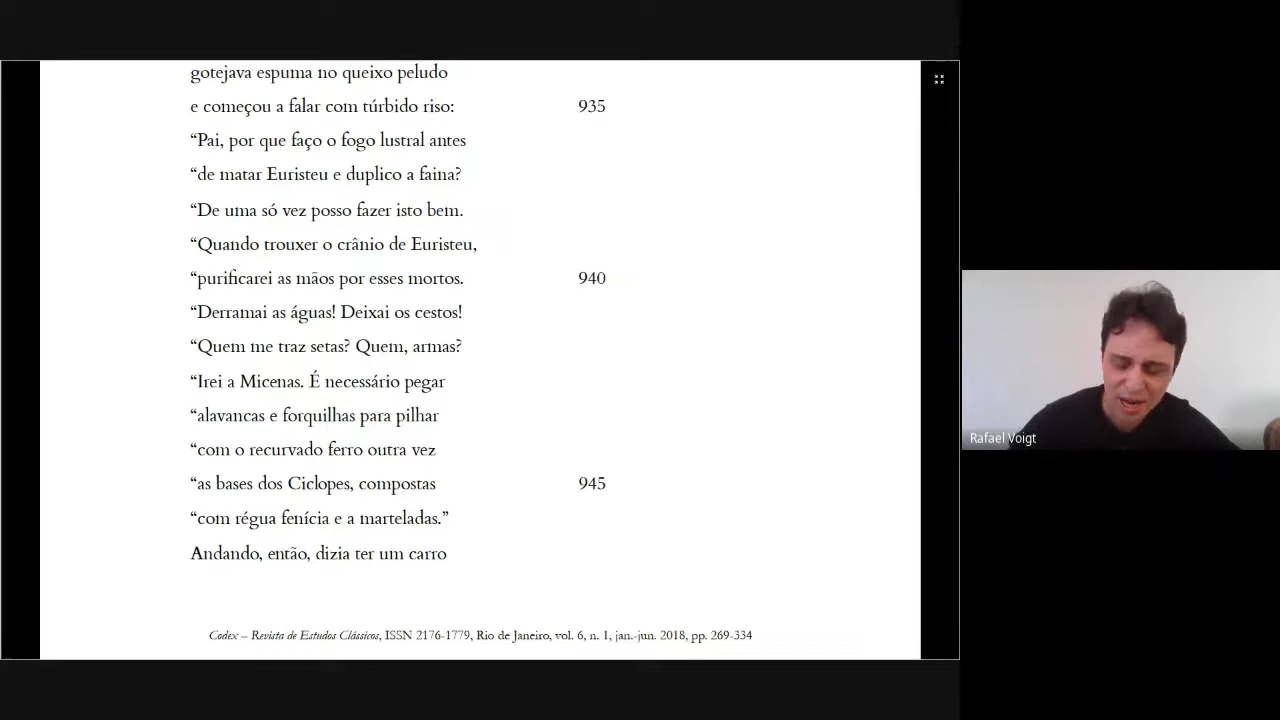 gotejava espuma no queixo peludo
e começou a falar com túrbido riso: 935
“Pai, por que faço o fogo lustral antes
“de matar Euristeu e duplico a faina?
“De uma só vez posso fazer isto bem.
“Quando trouxer o crânio de Euristeu,
“purificarei as mãos por esses mortos. 940
“Derramai as águas! Deixai os cestos!
“Quem me traz setas? Quem, armas?
“Irei a Micenas. É necessário pegar
“alavancas e forquilhas para pilhar
“com o recurvado ferro outra vez
“as bases dos Ciclopes, compostas 945
“com régua fenícia e a marteladas.”
Andando, então, dizia ter um carro
Codex – Revista de Estudos Clássicos, ISSN 2176-1779, Rio de Janeiro, vol. 6, n. 1, jan.-jun. 2018, pp. 269-334
Rafael Voigt